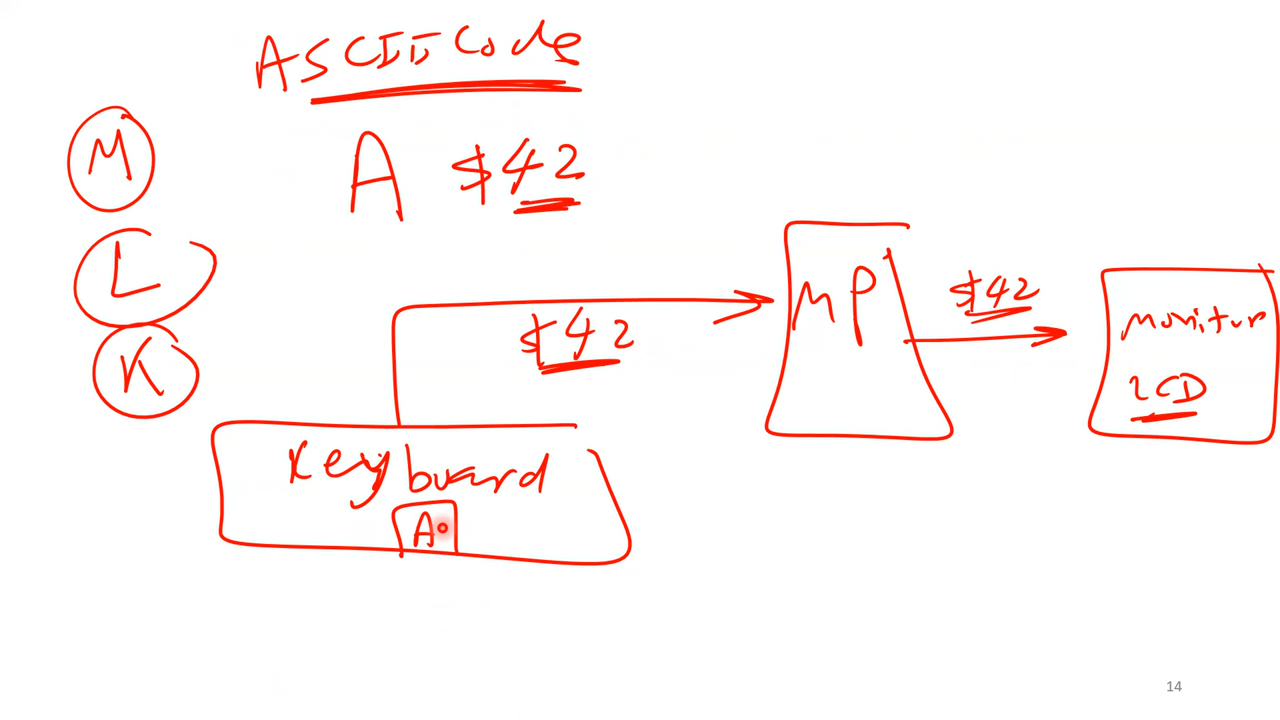 ASCII Code
M
A $42
L
K
$42
MP
$42
Monitor
LCD
Keyboard
A
14